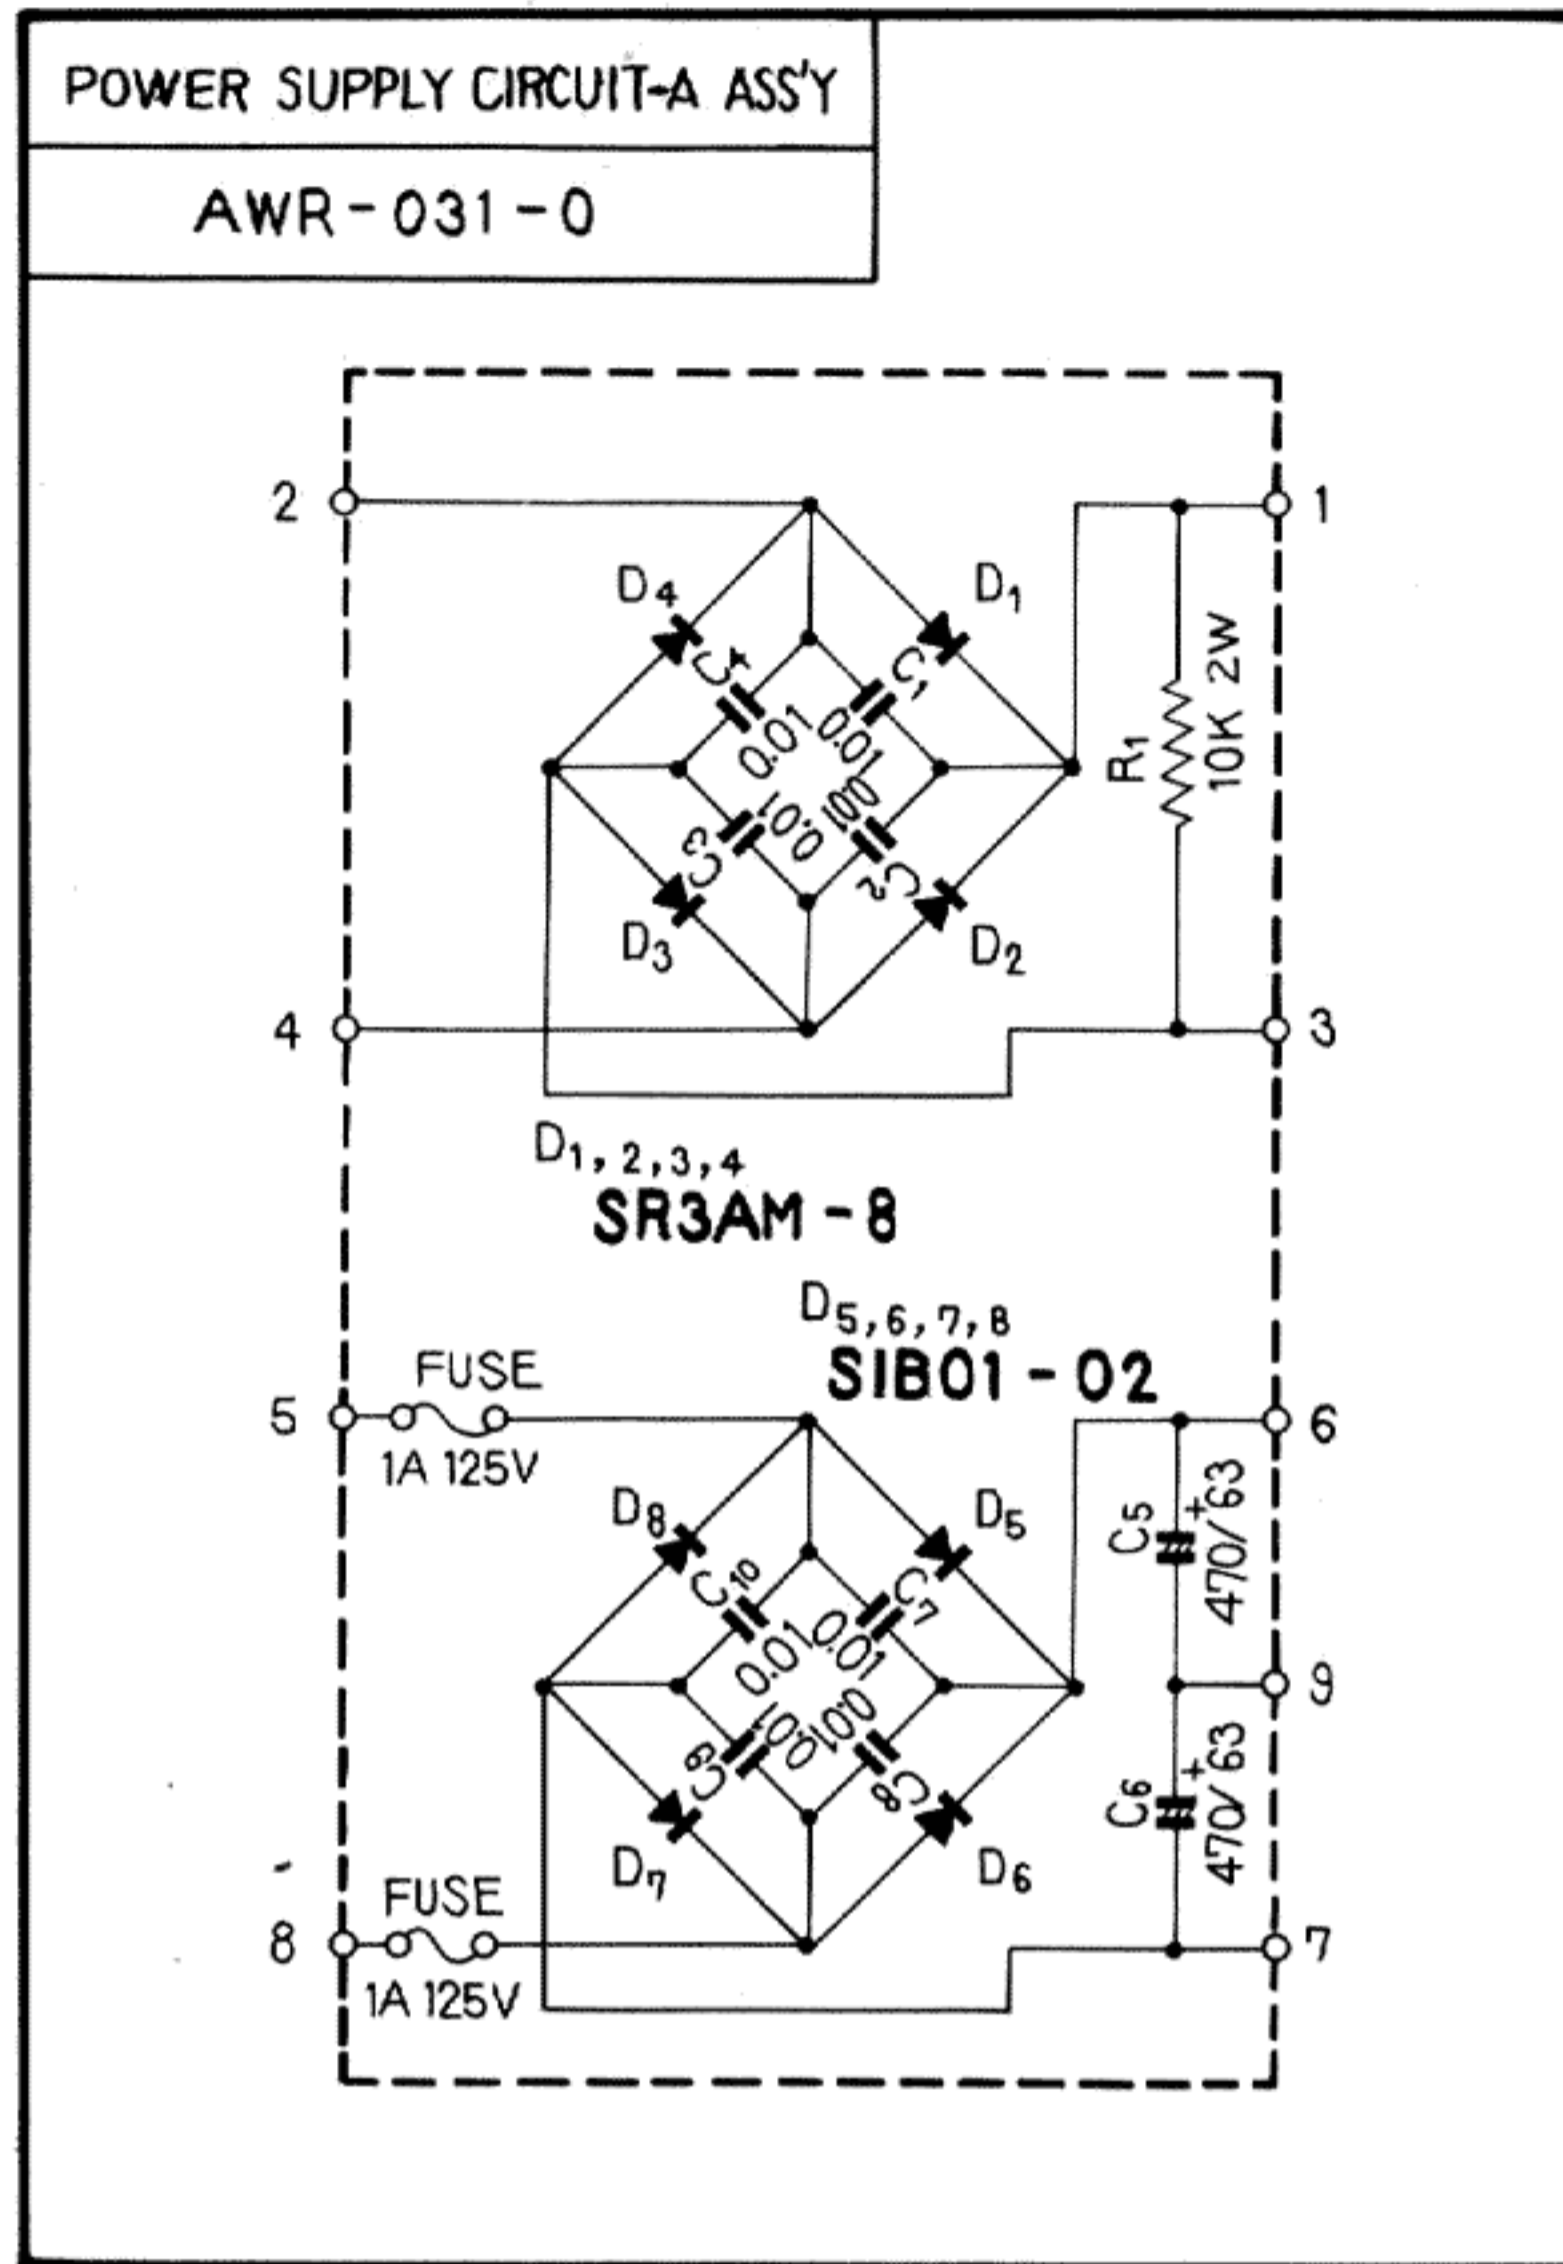 POWER SUPPLY CIRCUIT-A ASS'Y
AWR-031-0
2
1
D4
D1
C4
0.01
C1
0.01
R1
10K 2W
C3
0.01
C2
0.01
D3
D2
4
3
D1, 2, 3, 4
SR3AM-8
D5, 6, 7, 8
SIB01-02
FUSE
5
1A 125V
6
D8
D5
C5
+
470/63
C10
0.01
C7
0.01
9
C9
0.01
C8
0.01
C6
+
470/63
D7
D6
FUSE
8
1A 125V
7